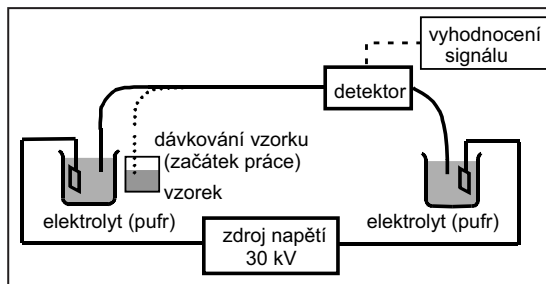 vyhodnocení
signálu
detektor
dávkování vzorku
(začátek práce)
vzorek
elektrolyt (pufr)
elektrolyt (pufr)
zdroj napětí
30 kV